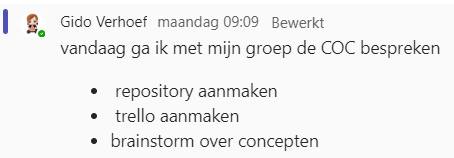 Gido Verhoef maandag 09:09 Bewerkt
vandaag ga ik met mijn groep de COC bespreken
• repository aanmaken
• trello aanmaken
• brainstorm over concepten